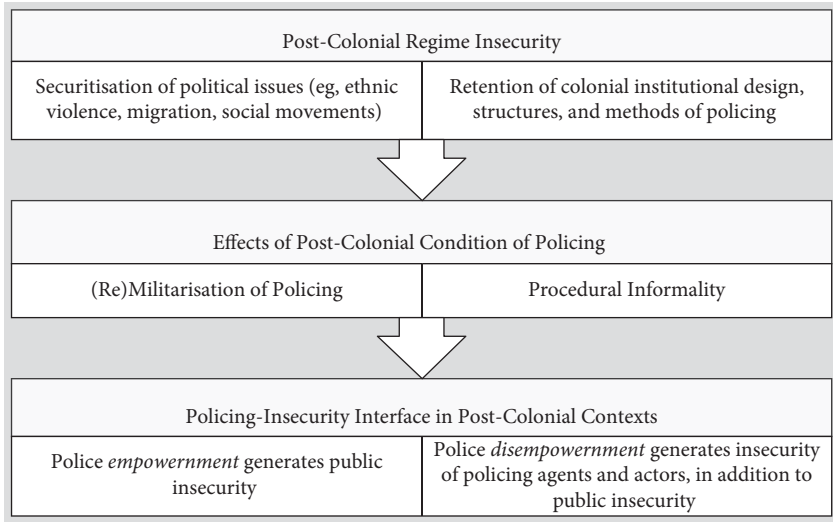 Post-Colonial Regime Insecurity
Securitisation of political issues (eg, ethnic
violence, migration, social movements)
Retention of colonial institutional design,
structures, and methods of policing
Effects of Post-Colonial Condition of Policing
(Re)Militarisation of Policing
Procedural Informality
Policing-Insecurity Interface in Post-Colonial Contexts
Police empowernment generates public
insecurity
Police disempowernment generates insecurity
of policing agents and actors, in addition to
public insecurity